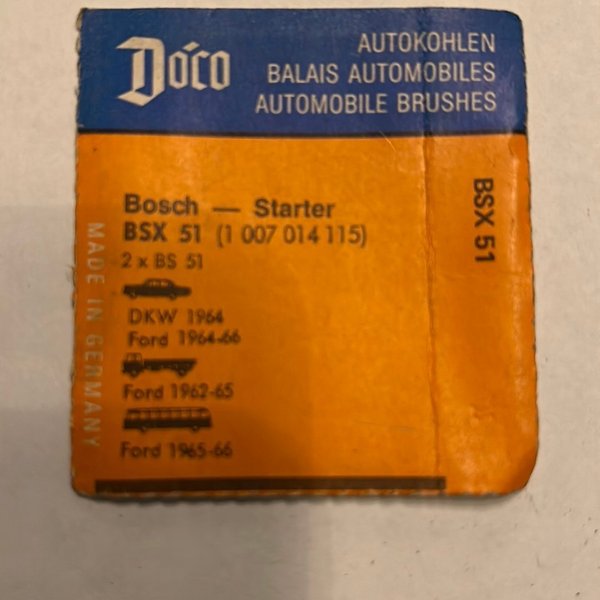 Dóco
AUTOKOHLEN
BALAIS AUTOMOBILES
AUTOMOBILE BRUSHES
Bosch — Starter
BSX 51 (1 007 014 115)
2 x BS 51
DKW 1964
Ford 1964-66
Ford 1962-65
Ford 1965-66
MADE IN GERMANY
BSX 51